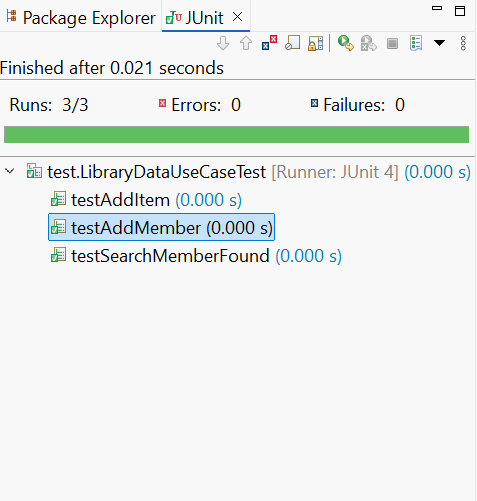 Package Explorer JUnit
Finished after 0.021 seconds
Runs: 3/3 Errors: 0 Failures: 0
test.LibraryDataUseCaseTest [Runner: JUnit 4] (0.000 s)
testAddItem (0.000 s)
testAddMember (0.000 s)
testSearchMemberFound (0.000 s)